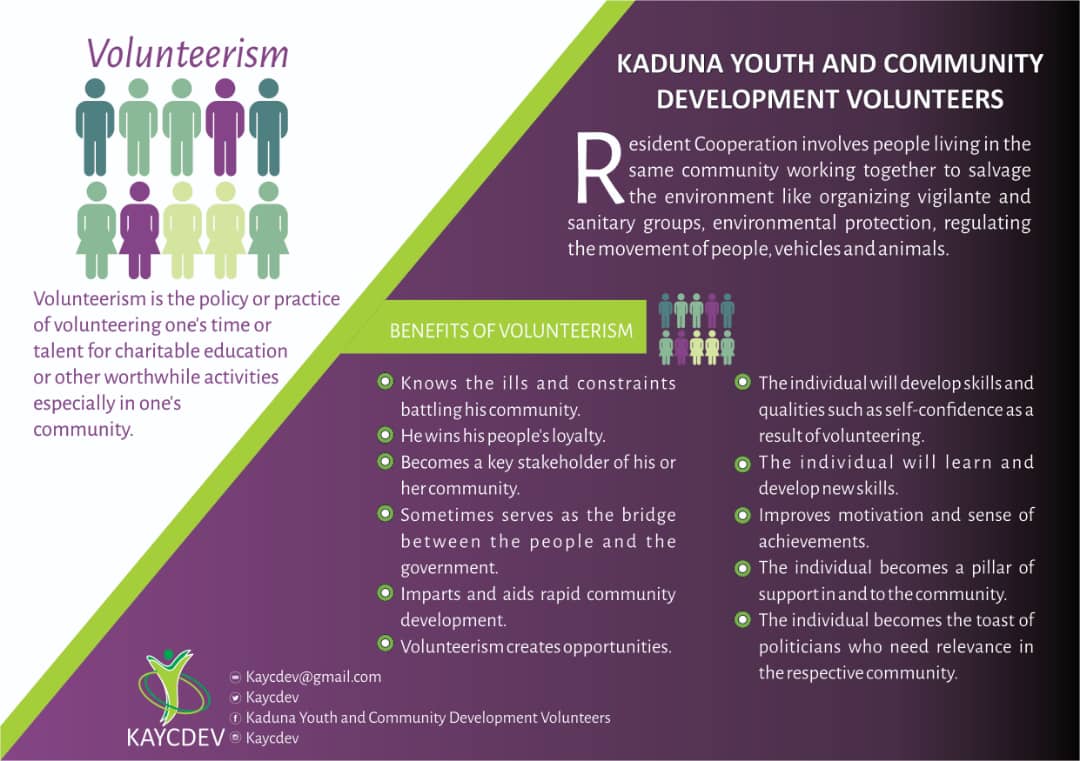 Volunteerism
Volunteerism is the policy or practice
of volunteering one's time or
talent for charitable education
or other worthwhile activities
especially in one's
community.
KADUNA YOUTH AND COMMUNITY
DEVELOPMENT VOLUNTEERS
Resident Cooperation involves people living in the
same community working together to salvage
the environment like organizing vigilante and
sanitary groups, environmental protection, regulating
the movement of people, vehicles and animals.
BENEFITS OF VOLUNTEERISM
Knows the ills and constraints
battling his community.
He wins his people's loyalty.
Becomes a key stakeholder of his or
her community.
Sometimes serves as the bridge
between the people and the
government.
Imparts and aids rapid community
development.
Volunteerism creates opportunities.
The individual will develop skills and
qualities such as self-confidence as a
result of volunteering.
The individual will learn and
develop new skills.
Improves motivation and sense of
achievements.
The individual becomes a pillar of
support in and to the community.
The individual becomes the toast of
politicians who need relevance in
the respective community.
KAYCDEV
Kaycdev@gmail.com
Kaycdev
Kaduna Youth and Community Development Volunteers
Kaycdev